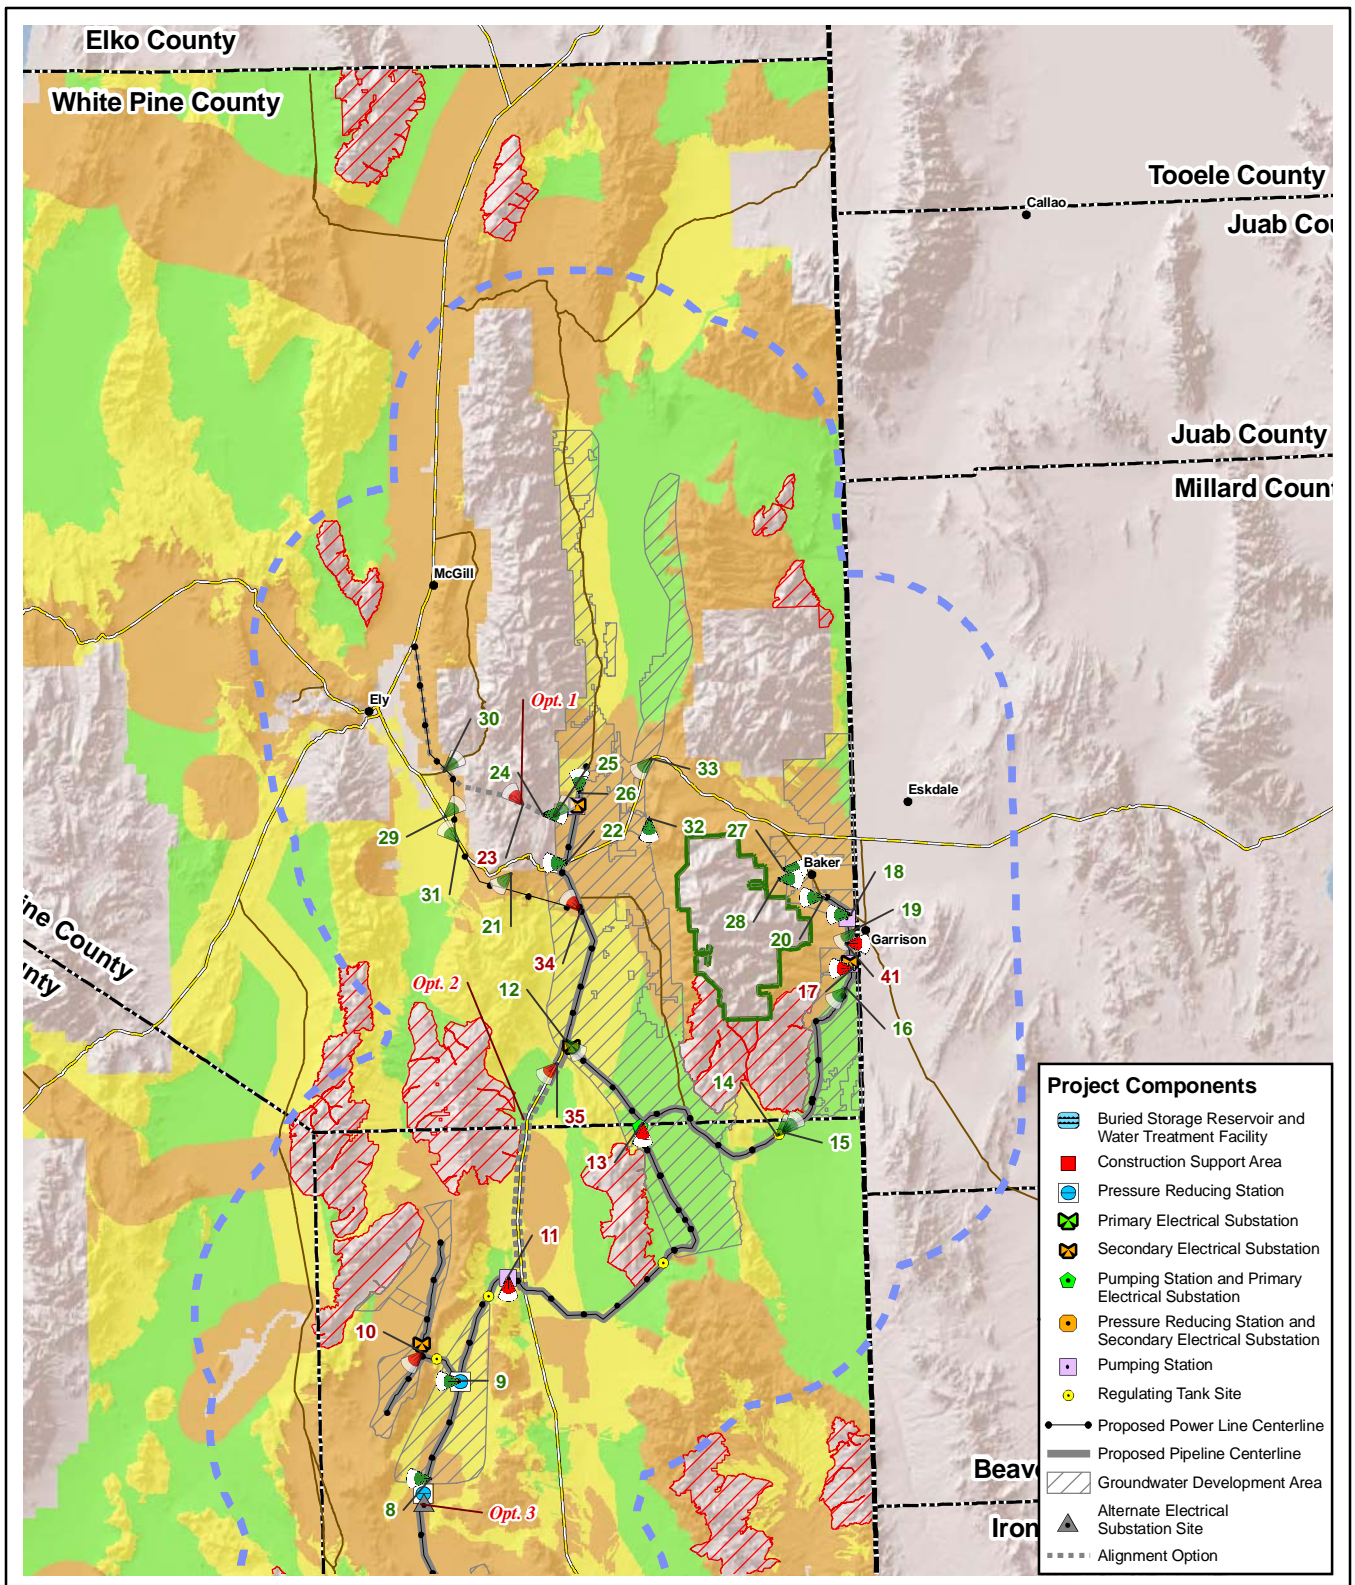 Elko County
White Pine County
Tooele County
Callao
Juab Cou
Juab County
Millard Count
McGill
Ely
Opt. 1
30
24
25
33
26
Eskdale
29
22
32
27
23
Baker
18
31
28
19
21
20
Garrison
ine County
nty
34
Opt. 2
12
17
41
16
14
35
15
13
11
10
9
8
Opt. 3
Beav
Iron
Project Components
Buried Storage Reservoir and
Water Treatment Facility
Construction Support Area
Pressure Reducing Station
Primary Electrical Substation
Secondary Electrical Substation
Pumping Station and Primary
Electrical Substation
Pressure Reducing Station and
Secondary Electrical Substation
Pumping Station
Regulating Tank Site
Proposed Power Line Centerline
Proposed Pipeline Centerline
Groundwater Development Area
Alternate Electrical
Substation Site
Alignment Option